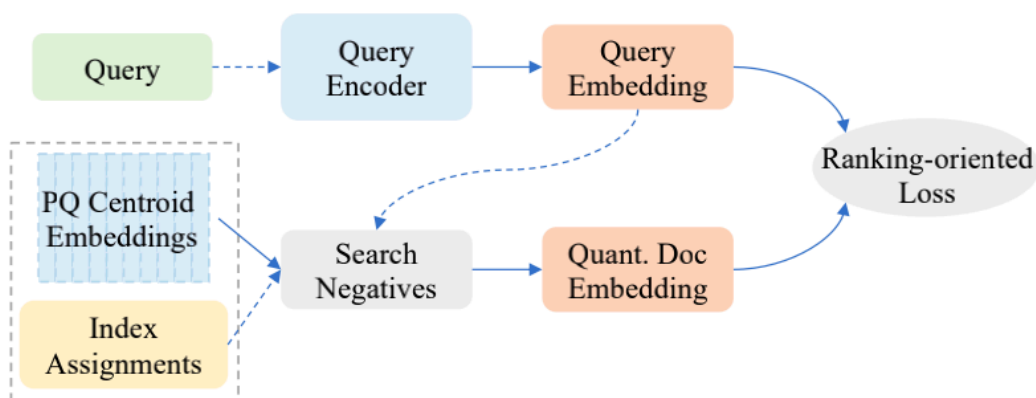 Query
Query
Encoder
Query
Embedding
Ranking-oriented
Loss
PQ Centroid
Embeddings
Search
Negatives
Quant. Doc
Embedding
Index
Assignments